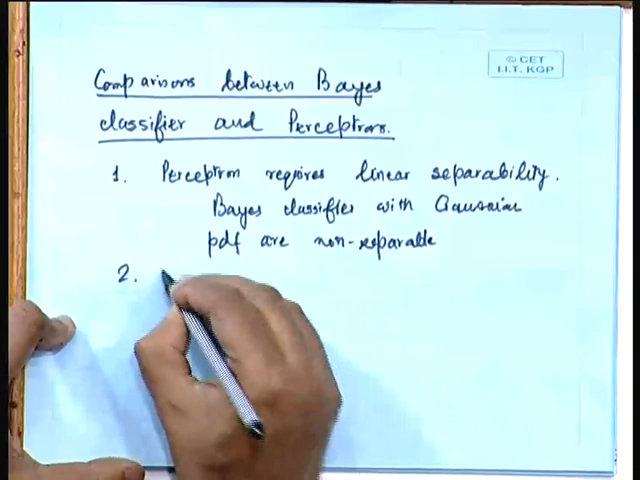 Comparisons between Bayes
© CET
I.I.T. KGP
classifier and Perceptron.
1. Perceptron requires linear separability.
Bayes classifier with Gaussian
pdf are non-separable
2.